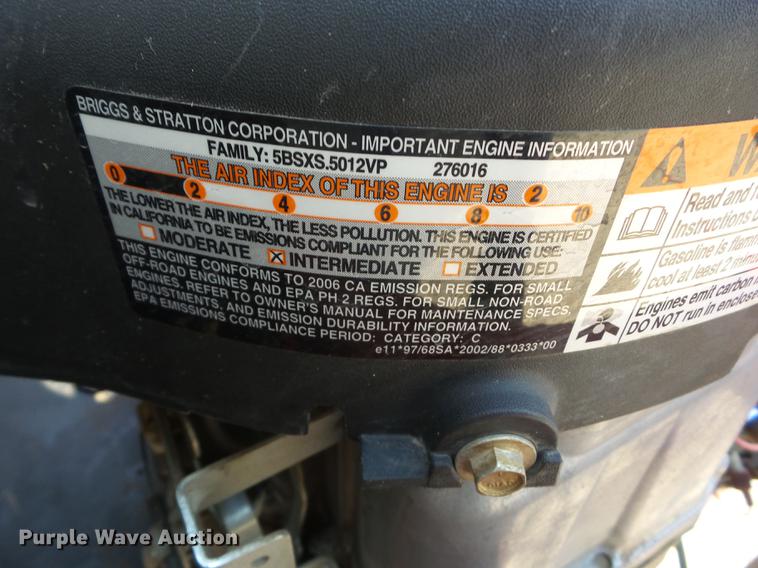 BRIGGS & STRATTON CORPORATION - IMPORTANT ENGINE INFORMATION
FAMILY: 5BSXS.5012VP 276016
THE AIR INDEX OF THIS ENGINE IS 2
0 2 4 6 8 10
THE LOWER THE AIR INDEX, THE LESS POLLUTION. THIS ENGINE IS CERTIFIED
IN CALIFORNIA TO BE EMISSIONS COMPLIANT FOR THE FOLLOWING USE:
MODERATE INTERMEDIATE EXTENDED
THIS ENGINE CONFORMS TO 2006 CA EMISSION REGS. FOR SMALL
OFF-ROAD ENGINES AND EPA PH 2 REGS. FOR SMALL NON-ROAD
ENGINES. REFER TO OWNER'S MANUAL FOR MAINTENANCE SPECS,
ADJUSTMENTS, AND EMISSION DURABILITY INFORMATION.
EPA EMISSIONS COMPLIANCE PERIOD: CATEGORY: C
e11*97/68SA*2002/88*0333*00
Read and
Instructions
Gasoline is
cool at least 2
Engines emit carbon
DO NOT run in
Purple Wave Auction